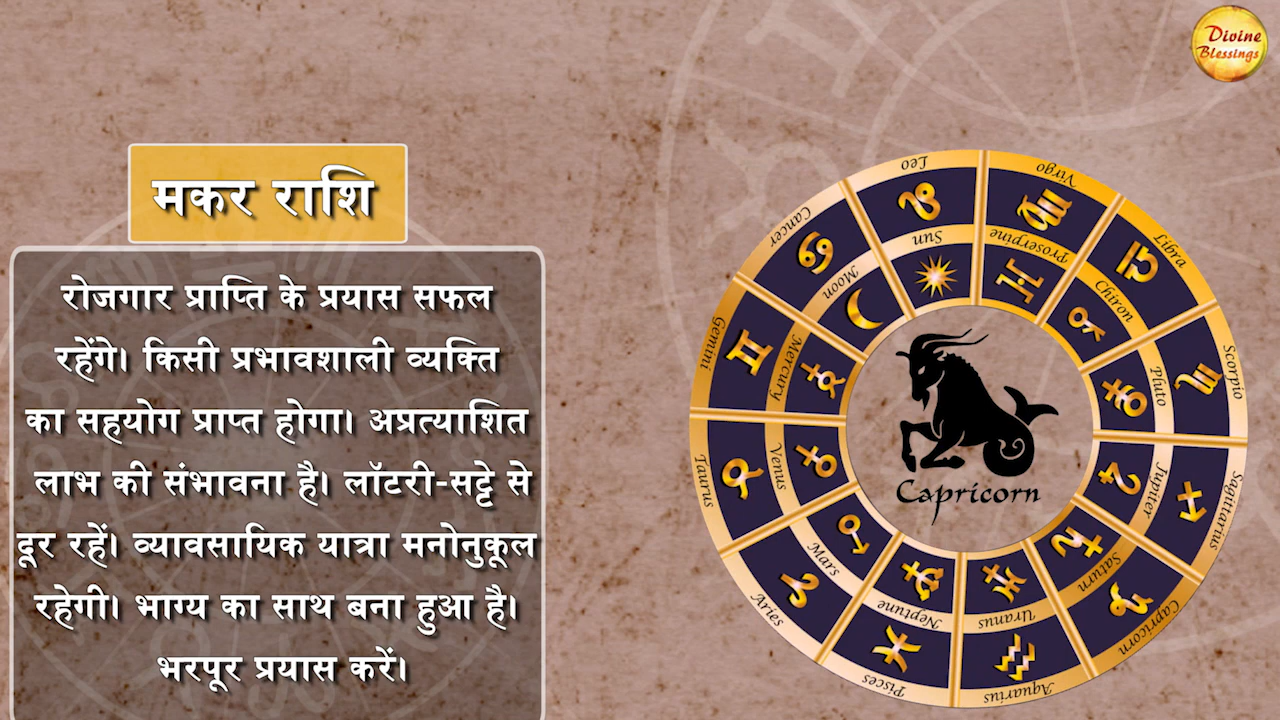 Divine
Blessings
मकर राशि
रोजगार प्राप्ति के प्रयास सफल
रहेंगे। किसी प्रभावशाली व्यक्ति
का सहयोग प्राप्त होगा। अप्रत्याशित
लाभ की संभावना है। लॉटरी-सट्टे से
दूर रहें। व्यावसायिक यात्रा मनोनुकूल
रहेगी। भाग्य का साथ बना हुआ है।
भरपूर प्रयास करें।
Leo
Virgo
Libra
Scorpio
Sagittarius
Capricorn
Aquarius
Pisces
Aries
Taurus
Gemini
Cancer
Sun
Proserpine
Chiron
Pluto
Jupiter
Saturn
Uranus
Neptune
Mars
Venus
Mercury
Moon
Capricorn